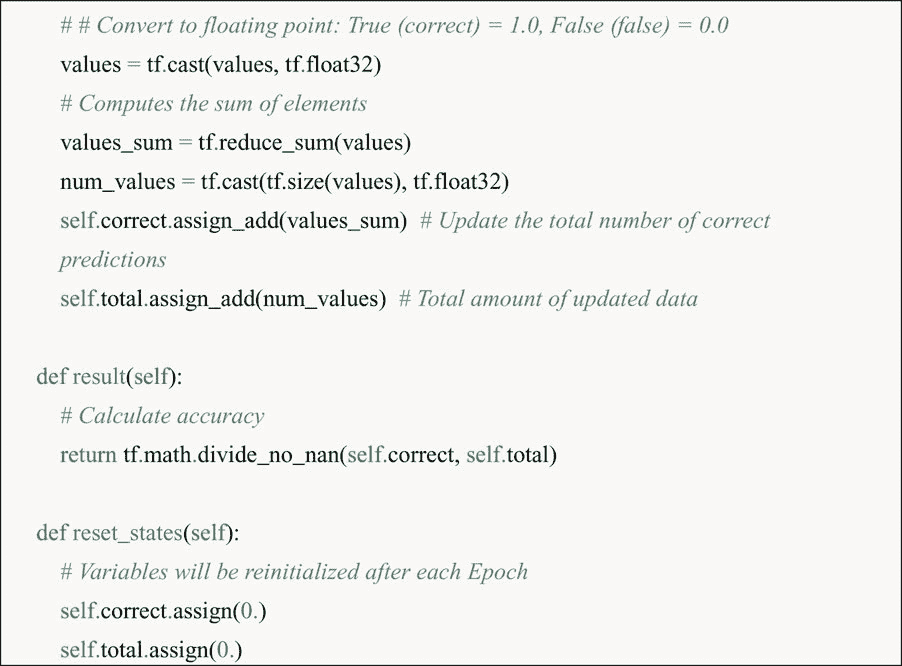 # # Convert to floating point: True (correct) = 1.0, False (false) = 0.0
values = tf.cast(values, tf.float32)
# Computes the sum of elements
values_sum = tf.reduce_sum(values)
num_values = tf.cast(tf.size(values), tf.float32)
self.correct.assign_add(values_sum)  # Update the total number of correct
predictions
self.total.assign_add(num_values)  # Total amount of updated data
def result(self):
# Calculate accuracy
return tf.math.divide_no_nan(self.correct, self.total)
def reset_states(self):
# Variables will be reinitialized after each Epoch
self.correct.assign(0.)
self.total.assign(0.)